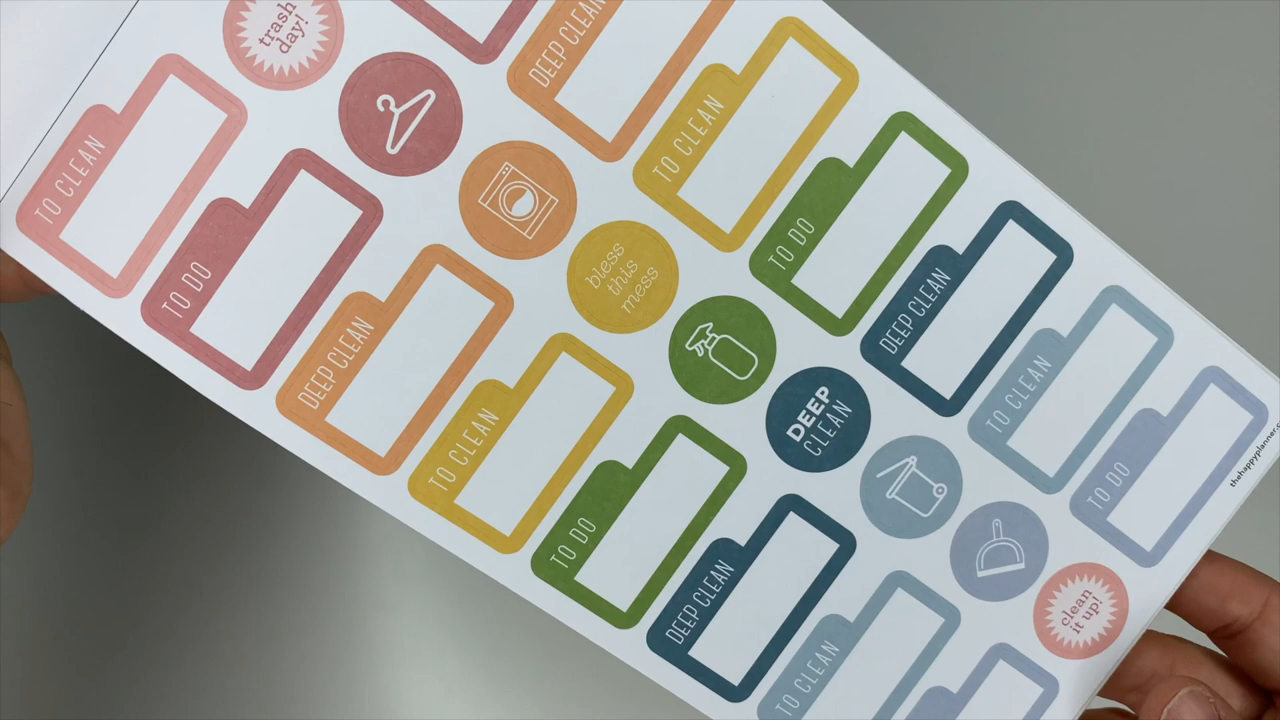 trash
day!
TO CLEAN
TO DO
DEEP CLEAN
TO CLEAN
TO DO
DEEP CLEAN
TO CLEAN
bless
this
mess
DEEP
CLEAN
clean
it up!
DEEP CLEAN
TO CLEAN
TO DO
DEEP CLEAN
TO CLEAN
TO DO